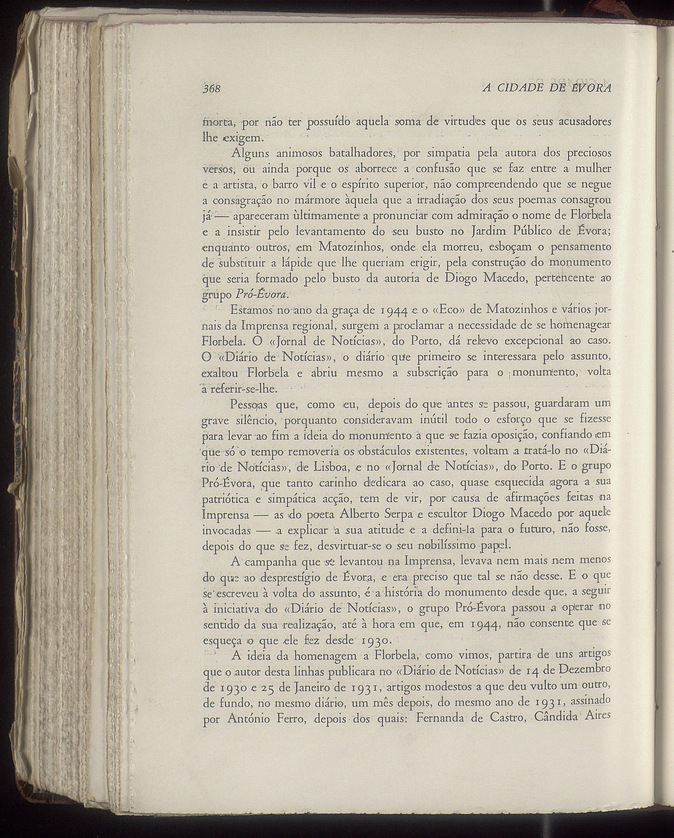 368 A CIDADE DE ÉVORA
morta, por não ter possuído aquela soma de virtudes que os seus acusadores
lhe exigem.
Alguns animosos batalhadores, por simpatia pela autora dos preciosos
versos, ou ainda porque os aborrece a confusão que se faz entre a mulher
e a artista, o barro vil e o espírito superior, não compreendendo que se negue
a consagração no mármore àquela que a irradiação dos seus poemas consagrou
já — apareceram ùltimamente a pronunciar com admiração o nome de Florbela
e a insistir pelo levantamento do seu busto no Jardim Público de Évora;
enquanto outros, em Matozinhos, onde ela morreu, esboçam o pensamento
de substituir a lápide que lhe queriam erigir, pela construção do monumento
que seria formado pelo busto da autoria de Diogo Macedo, pertencente ao
grupo Pró-Évora.
Estamos no ano da graça de 1944 e o «Eco» de Matozinhos e vários jor-
nais da Imprensa regional, surgem a proclamar a necessidade de se homenagear
Florbela. O «Jornal de Notícias», do Porto, dá relevo excepcional ao caso.
O «Diário de Notícias», o diário que primeiro se interessara pelo assunto,
exaltou Florbela e abriu mesmo a subscrição para o monumento, volta
a referir-se-lhe.
Pessoas que, como eu, depois do que antes se passou, guardaram um
grave silêncio, porquanto consideravam inútil todo o esforço que se fizesse
para levar ao fim a ideia do monumento a que se fazia oposição, confiando em
que só o tempo removeria os obstáculos existentes, voltam a tratá-lo no «Diá-
rio de Notícias», de Lisboa, e no «Jornal de Notícias», do Porto. E o grupo
Pró-Évora, que tanto carinho dedicara ao caso, quase esquecida agora a sua
patriótica e simpática acção, tem de vir, por causa de afirmações feitas na
Imprensa — as do poeta Alberto Serpa e escultor Diogo Macedo por aquele
invocadas — a explicar a sua atitude e a defini-la para o futuro, não fosse,
depois do que se fez, desvirtuar-se o seu nobilíssimo papel.
A campanha que se levantou na Imprensa, levava nem mais nem menos
do que ao desprestígio de Évora, e era preciso que tal se não desse. E o que
se escreveu à volta do assunto, é a história do monumento desde que, a seguir
à iniciativa do «Diário de Notícias», o grupo Pró-Évora passou a operar no
sentido da sua realização, até à hora em que, em 1944, não consente que se
esqueça o que ele fez desde 1930.
A ideia da homenagem a Florbela, como vimos, partira de uns artigos
que o autor desta linhas publicara no «Diário de Notícias» de 14 de Dezembro
de 1930 e 25 de Janeiro de 1931, artigos modestos a que deu vulto um outro,
de fundo, no mesmo diário, um mês depois, do mesmo ano de 1931, assinado
por António Ferro, depois dos quais: Fernanda de Castro, Cândida Aires